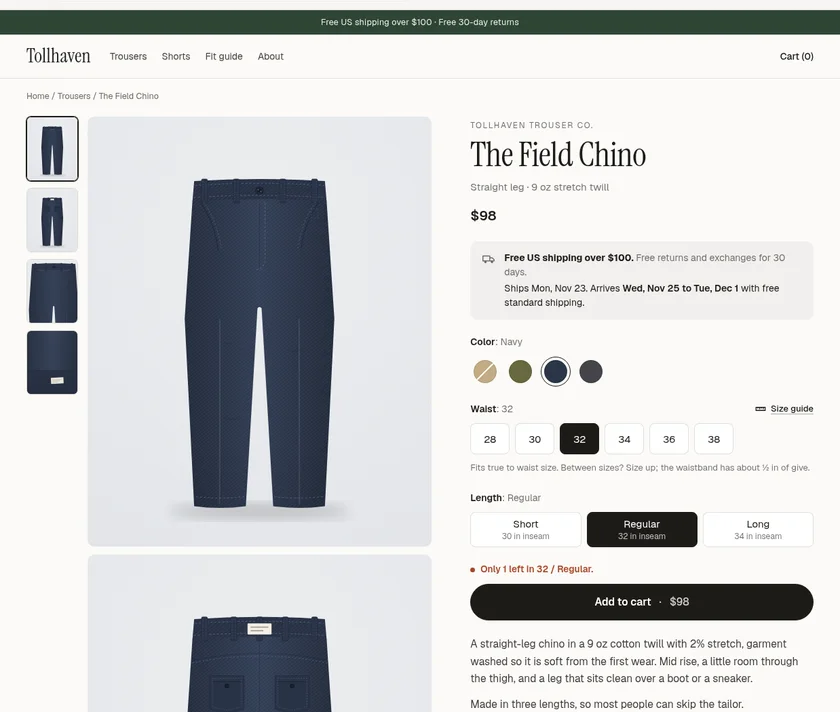 Free US shipping over $100 · Free 30-day returns
Tollhaven Trousers Shorts Fit guide About Cart (0)
Home / Trousers / The Field Chino
TOLLHAVEN TROUSER CO.
The Field Chino
Straight leg · 9 oz stretch twill
$98
Free US shipping over $100. Free returns and exchanges for 30
days.
Ships Mon, Nov 23. Arrives Wed, Nov 25 to Tue, Dec 1 with free
standard shipping.
Color: Navy
Waist: 32 Size guide
28 30 32 34 36 38
Fits true to waist size. Between sizes? Size up; the waistband has about ½ in of give.
Length: Regular
Short Regular Long
30 in inseam 32 in inseam 34 in inseam
Only 1 left in 32 / Regular.
Add to cart · $98
A straight-leg chino in a 9 oz cotton twill with 2% stretch, garment
washed so it is soft from the first wear. Mid rise, a little room through
the thigh, and a leg that sits clean over a boot or a sneaker.
Made in three lengths, so most people can skip the tailor.